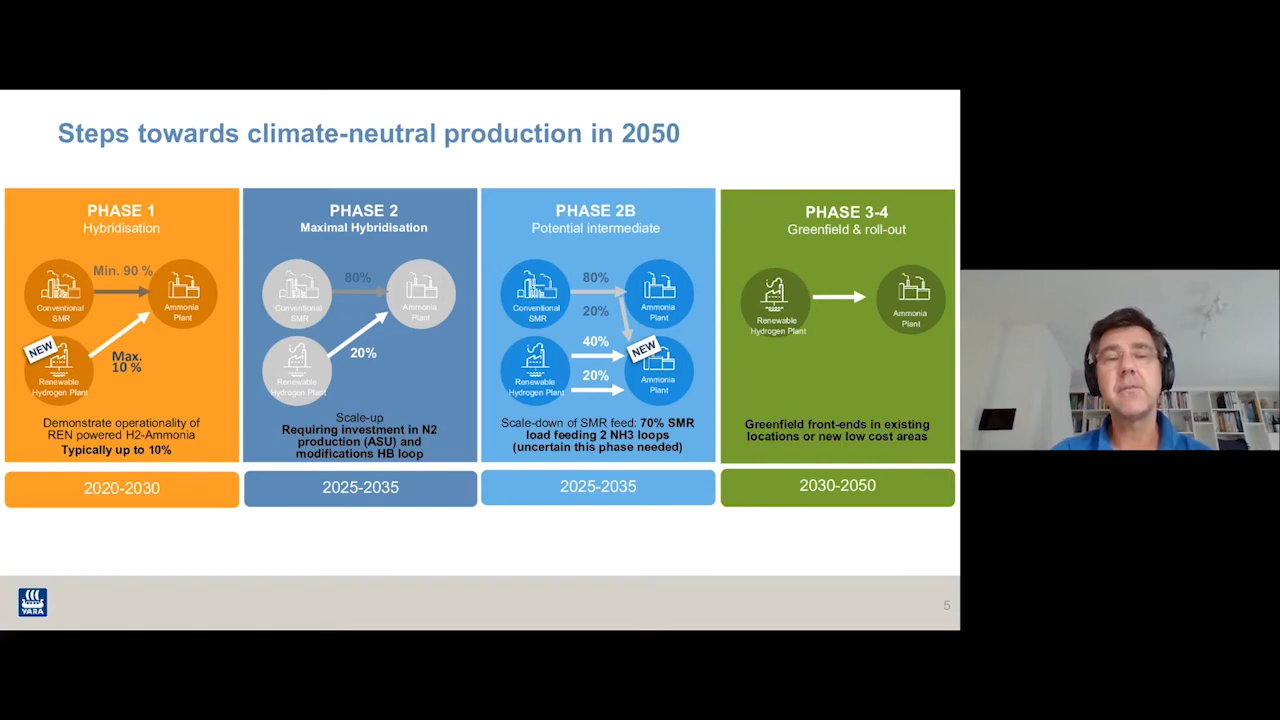 Steps towards climate-neutral production in 2050
PHASE 1
Hybridisation
Min. 90 %
Conventional
SMR
Ammonia
Plant
NEW
Max.
10 %
Renewable
Hydrogen Plant
Demonstrate operationality of
REN powered H2-Ammonia
Typically up to 10%
2020-2030
PHASE 2
Maximal Hybridisation
80%
Conventional
SMR
Ammonia
Plant
20%
Renewable
Hydrogen Plant
Scale-up
Requiring investment in N2
production (ASU) and
modifications HB loop
2025-2035
PHASE 2B
Potential intermediate
80%
Conventional
SMR
Ammonia
Plant
20%
40%
NEW
20%
Renewable
Hydrogen Plant
Ammonia
Plant
Scale-down of SMR feed: 70% SMR
load feeding 2 NH3 loops
(uncertain this phase needed)
2025-2035
PHASE 3-4
Greenfield & roll-out
Renewable
Hydrogen Plant
Ammonia
Plant
Greenfield front-ends in existing
locations or new low cost areas
2030-2050
YARA
5